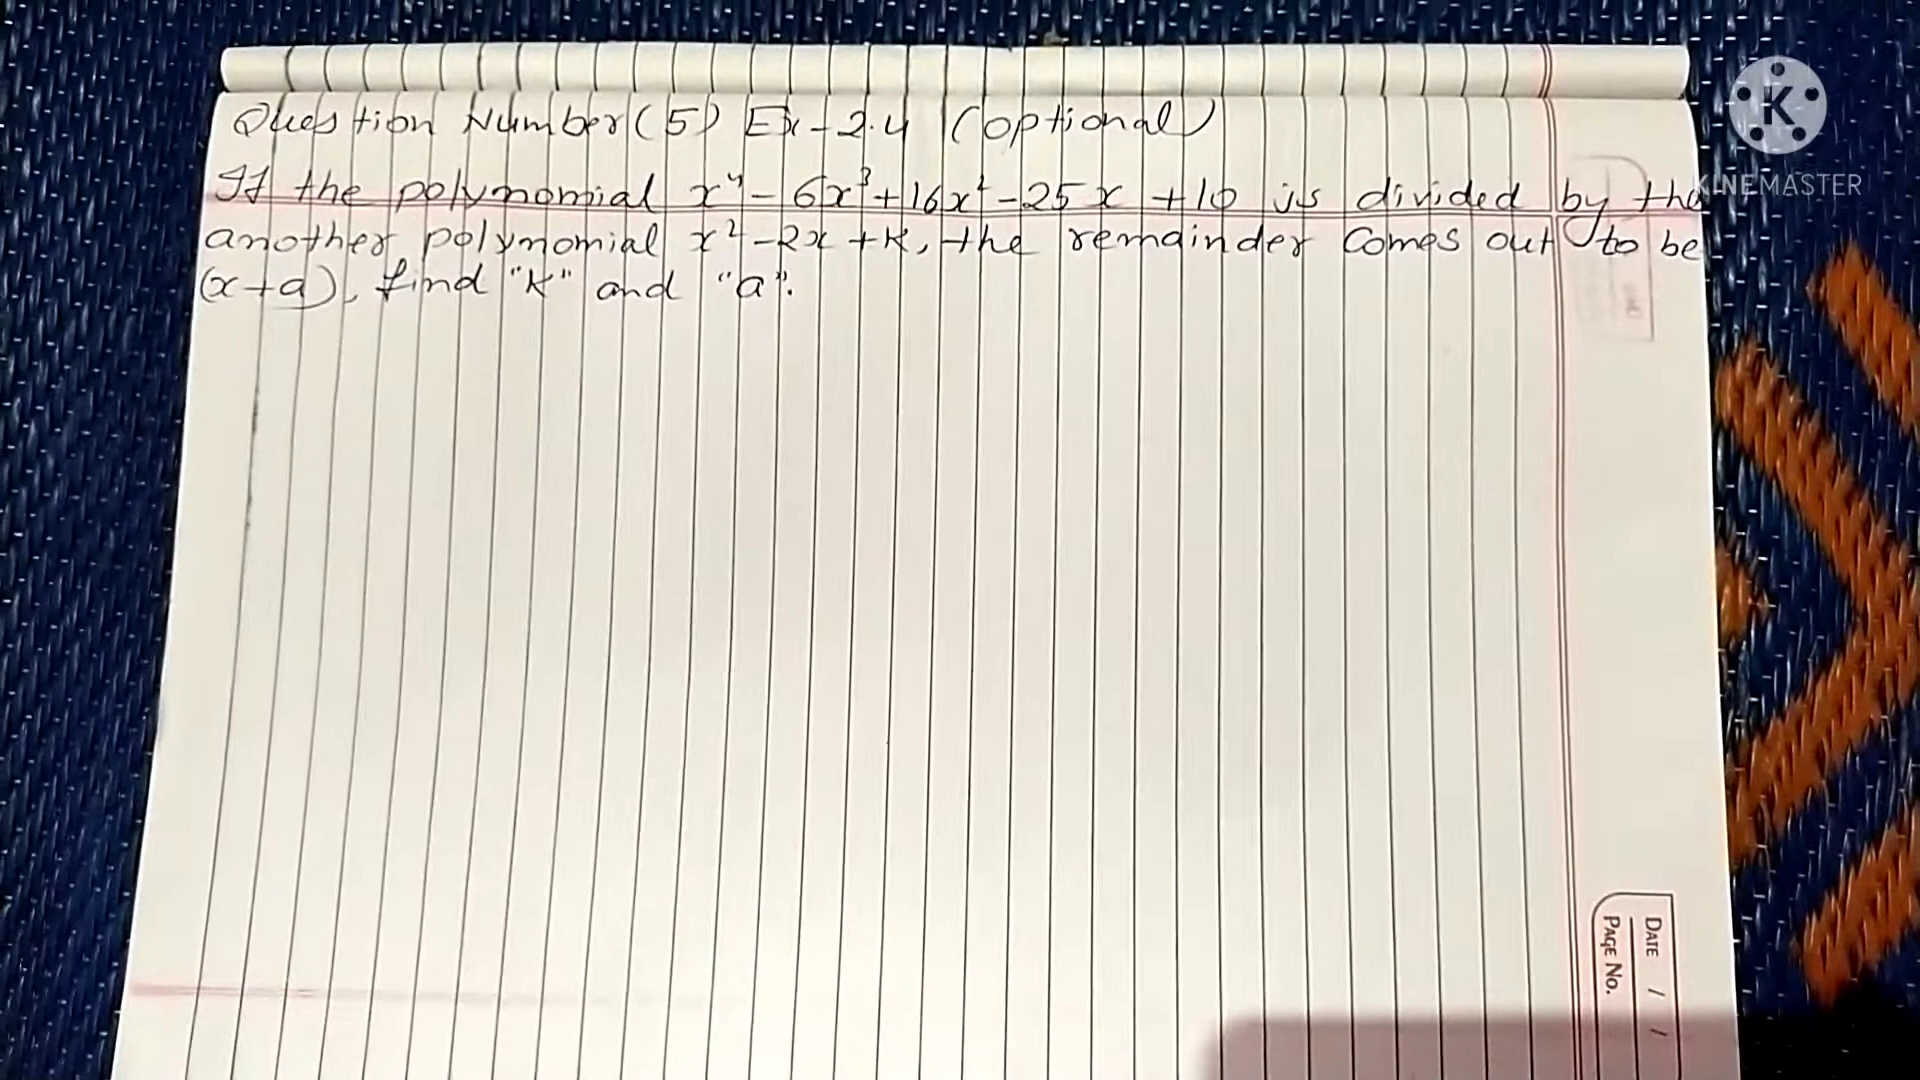 Question Number (5) Ex-2.4 (optional)
If the polynomial x⁴-6x³+16x²-25x+10 is divided by the
another polynomial x²-2x+k, the remainder comes out to be
(x+a), find "k" and "a".
K
KINEMASTER
DATE / /
PAGE NO.